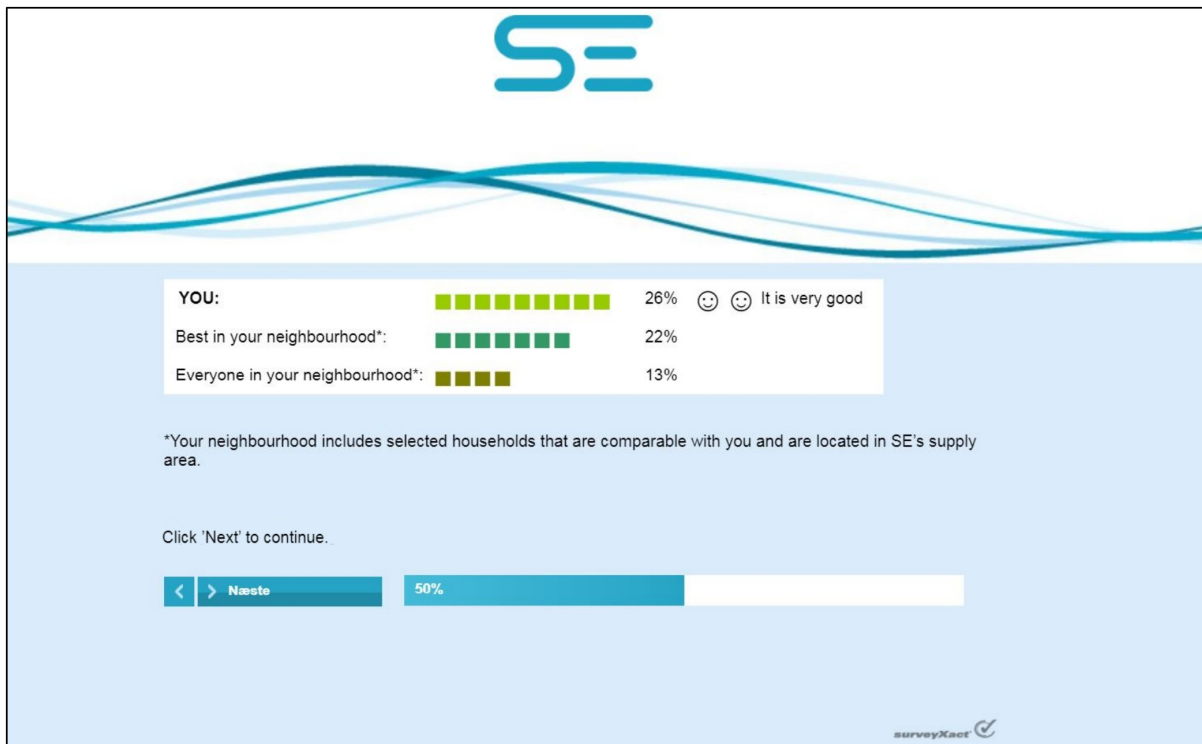 SE
YOU: 26% It is very good
Best in your neighbourhood*: 22%
Everyone in your neighbourhood*: 13%
*Your neighbourhood includes selected households that are comparable with you and are located in SE's supply
area.
Click 'Next' to continue.
Næste 50%
surveyXact